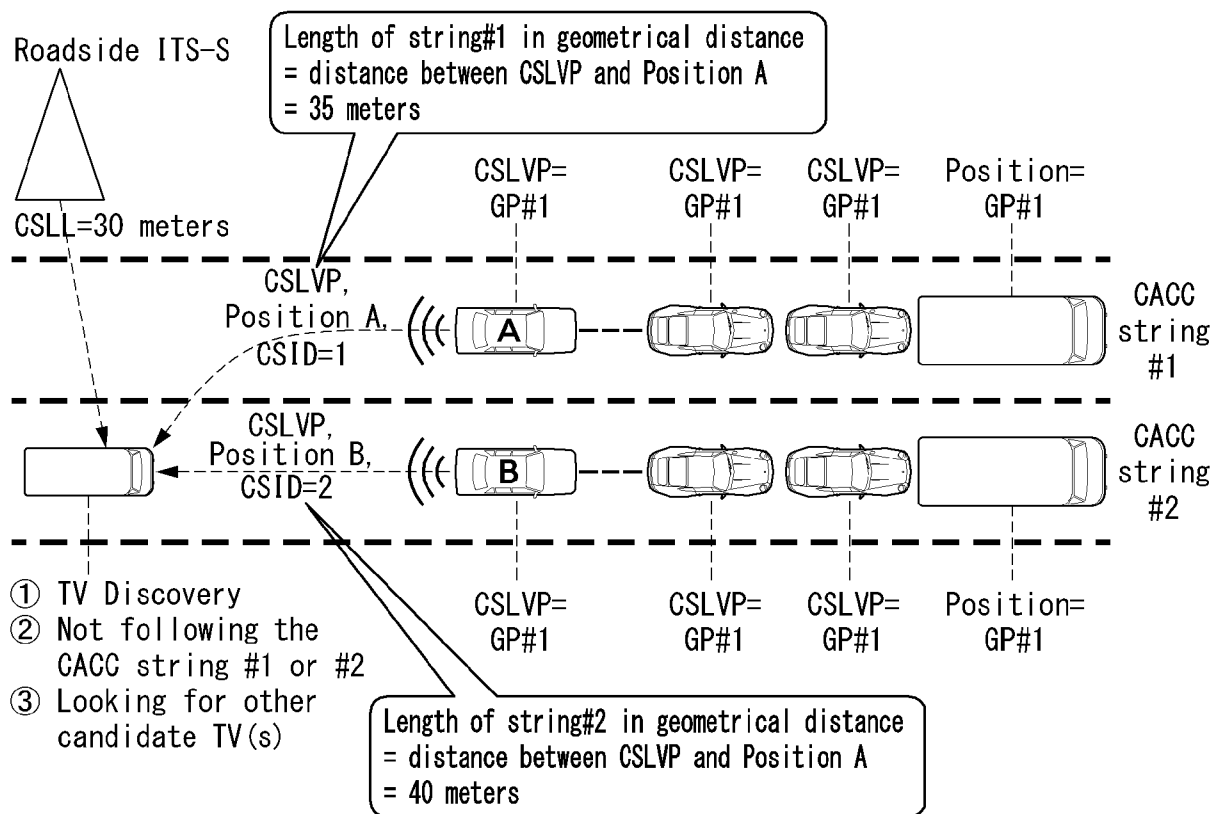 Roadside ITS-S
CSLL=30 meters
Length of string#1 in geometrical distance
= distance between CSLVP and Position A
= 35 meters
CSLVP=
GP#1
CSLVP=
GP#1
CSLVP=
GP#1
Position=
GP#1
CSLVP,
Position A,
CSID=1
A
CACC
string
#1
CSLVP,
Position B,
CSID=2
B
CACC
string
#2
① TV Discovery
② Not following the
CACC string #1 or #2
③ Looking for other
candidate TV(s)
CSLVP=
GP#1
CSLVP=
GP#1
CSLVP=
GP#1
Position=
GP#1
Length of string#2 in geometrical distance
= distance between CSLVP and Position A
= 40 meters